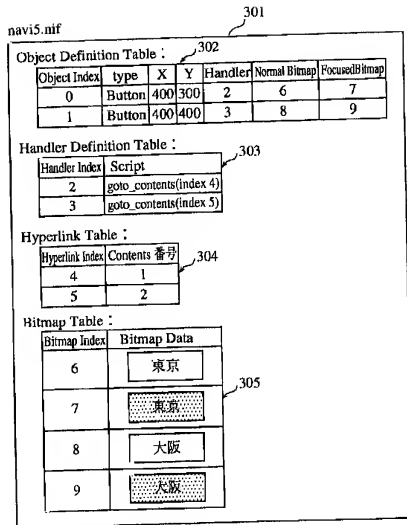 301
navi5.nif
302
Object Definition Table：
Object Index type X Y Handler Normal Bitmap FocusedBitmap
0 Button 400 300 2 6 7
1 Button 400 400 3 8 9
Handler Definition Table：
303
Handler Index Script
2 goto_contents(index 4)
3 goto_contents(index 5)
Hyperlink Table：
304
Hyperlink Index Contents 番号
4 1
5 2
Bitmap Table：
Bitmap Index Bitmap Data
6 東京
305
7 東京
8 大阪
9 大阪